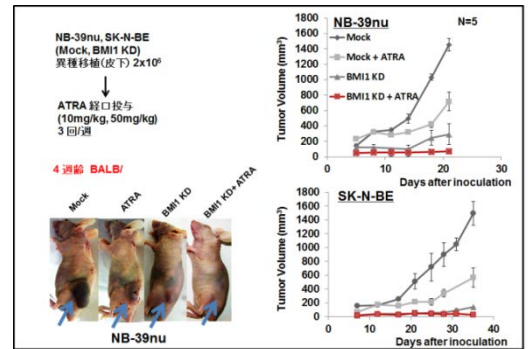 NB-39nu, SK-N-BE
(Mock, BMI1 KD)
異種移植(皮下) 2x10⁶
ATRA 経口投与
(10mg/kg, 50mg/kg)
3 回/週
4 週齢 BALB/
Mock
ATRA
BMI1 KD
BMI1 KD+ATRA
NB-39nu
NB-39nu
N=5
Tumor Volume (mm³)
1600
1400
1200
1000
800
600
400
200
0
0
10
20
30
Days after inoculation
Mock
Mock + ATRA
BMI1 KD
BMI1 KD + ATRA
SK-N-BE
Tumor Volume (mm³)
1800
1600
1400
1200
1000
800
600
400
200
0
0
10
20
30
40
Days after inoculation